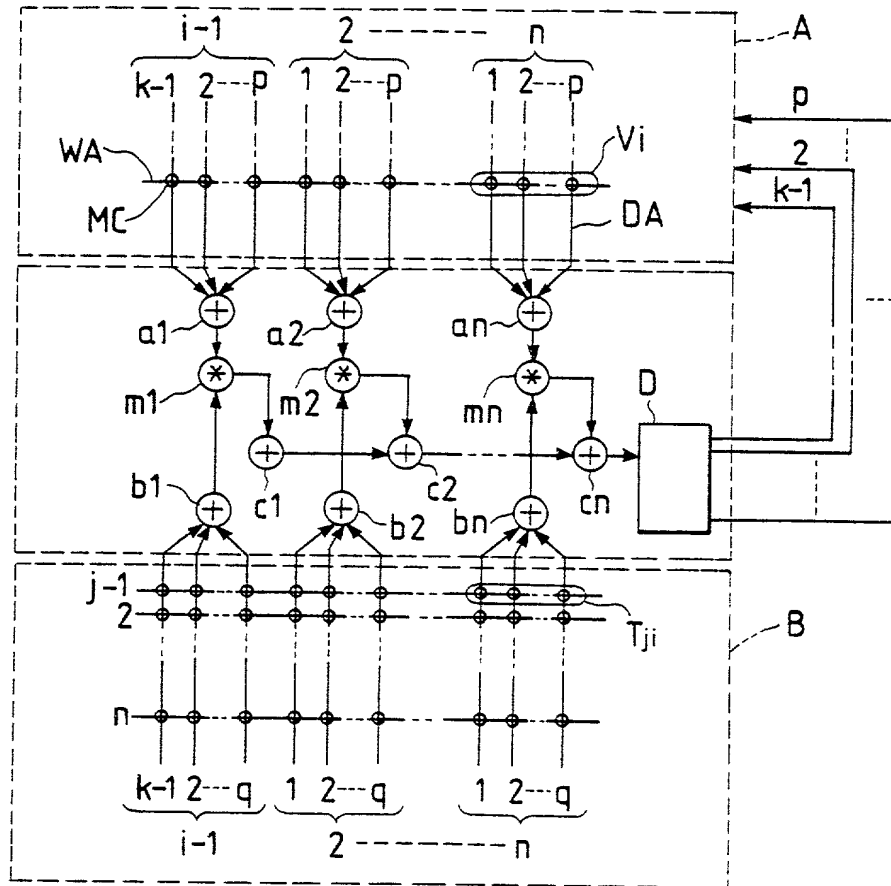 i-1 2 n A
k-1 2 p 1 2 p 1 2 p
p
WA Vi
2
MC k-1
DA
a1 a2 an
m1 * m2 * mn * D
c1 c2 cn
b1 b2 bn
j-1
2 Tji B
n
k-1 2 q 1 2 q 1 2 q
i-1 2 n